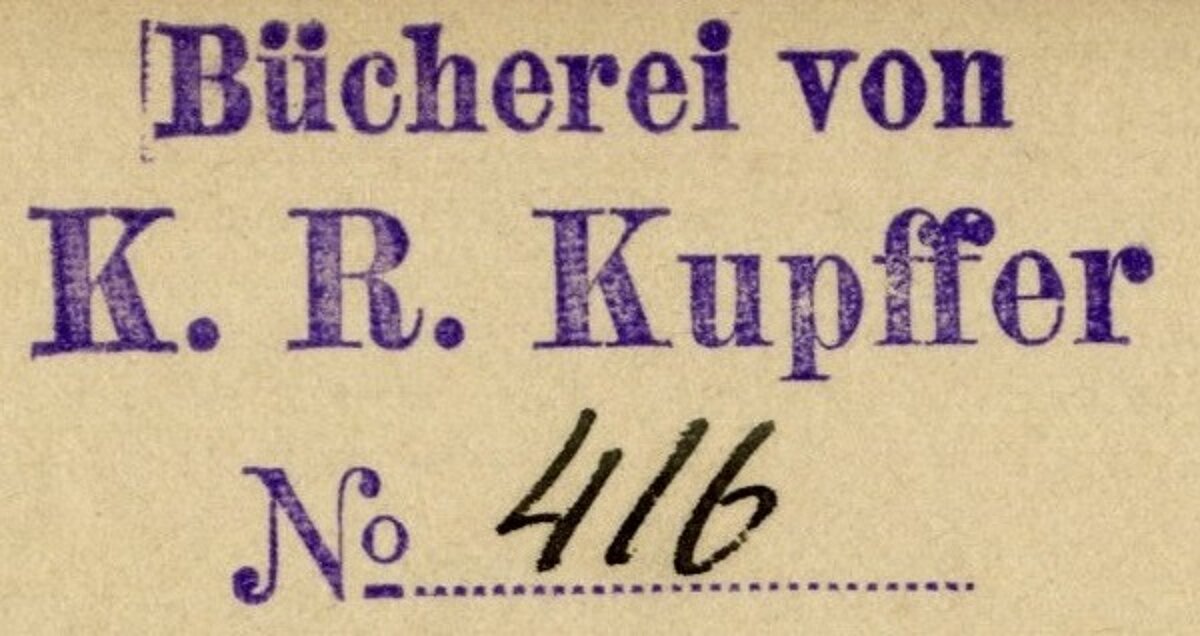 Bücherei von
K. R. Kupffer
No 416